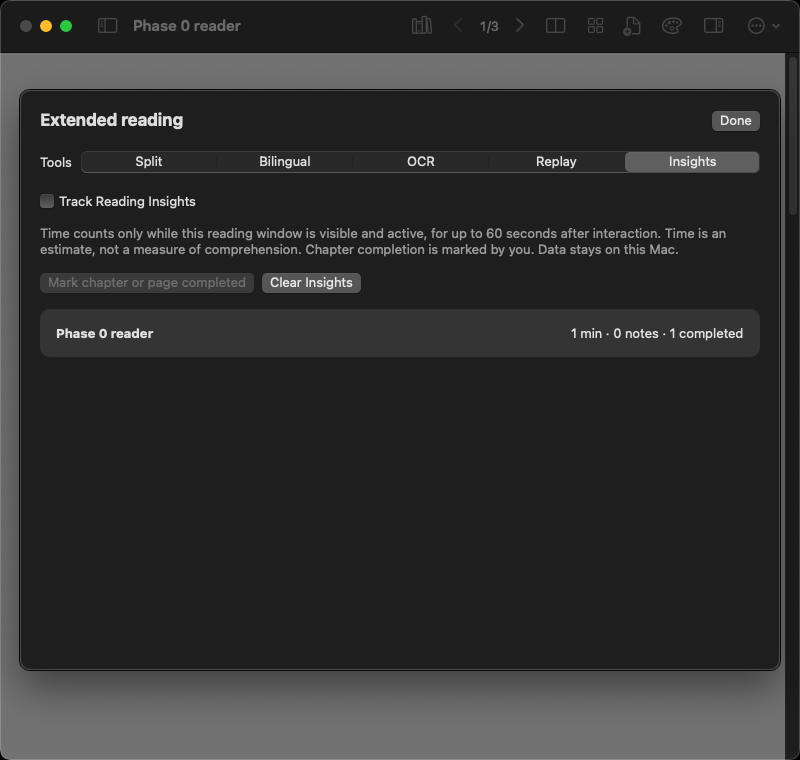 Phase 0 reader
1/3
Extended reading
Done
Tools
Split
Bilingual
OCR
Replay
Insights
Track Reading Insights
Time counts only while this reading window is visible and active, for up to 60 seconds after interaction. Time is an
estimate, not a measure of comprehension. Chapter completion is marked by you. Data stays on this Mac.
Mark chapter or page completed
Clear Insights
Phase 0 reader
1 min · 0 notes · 1 completed